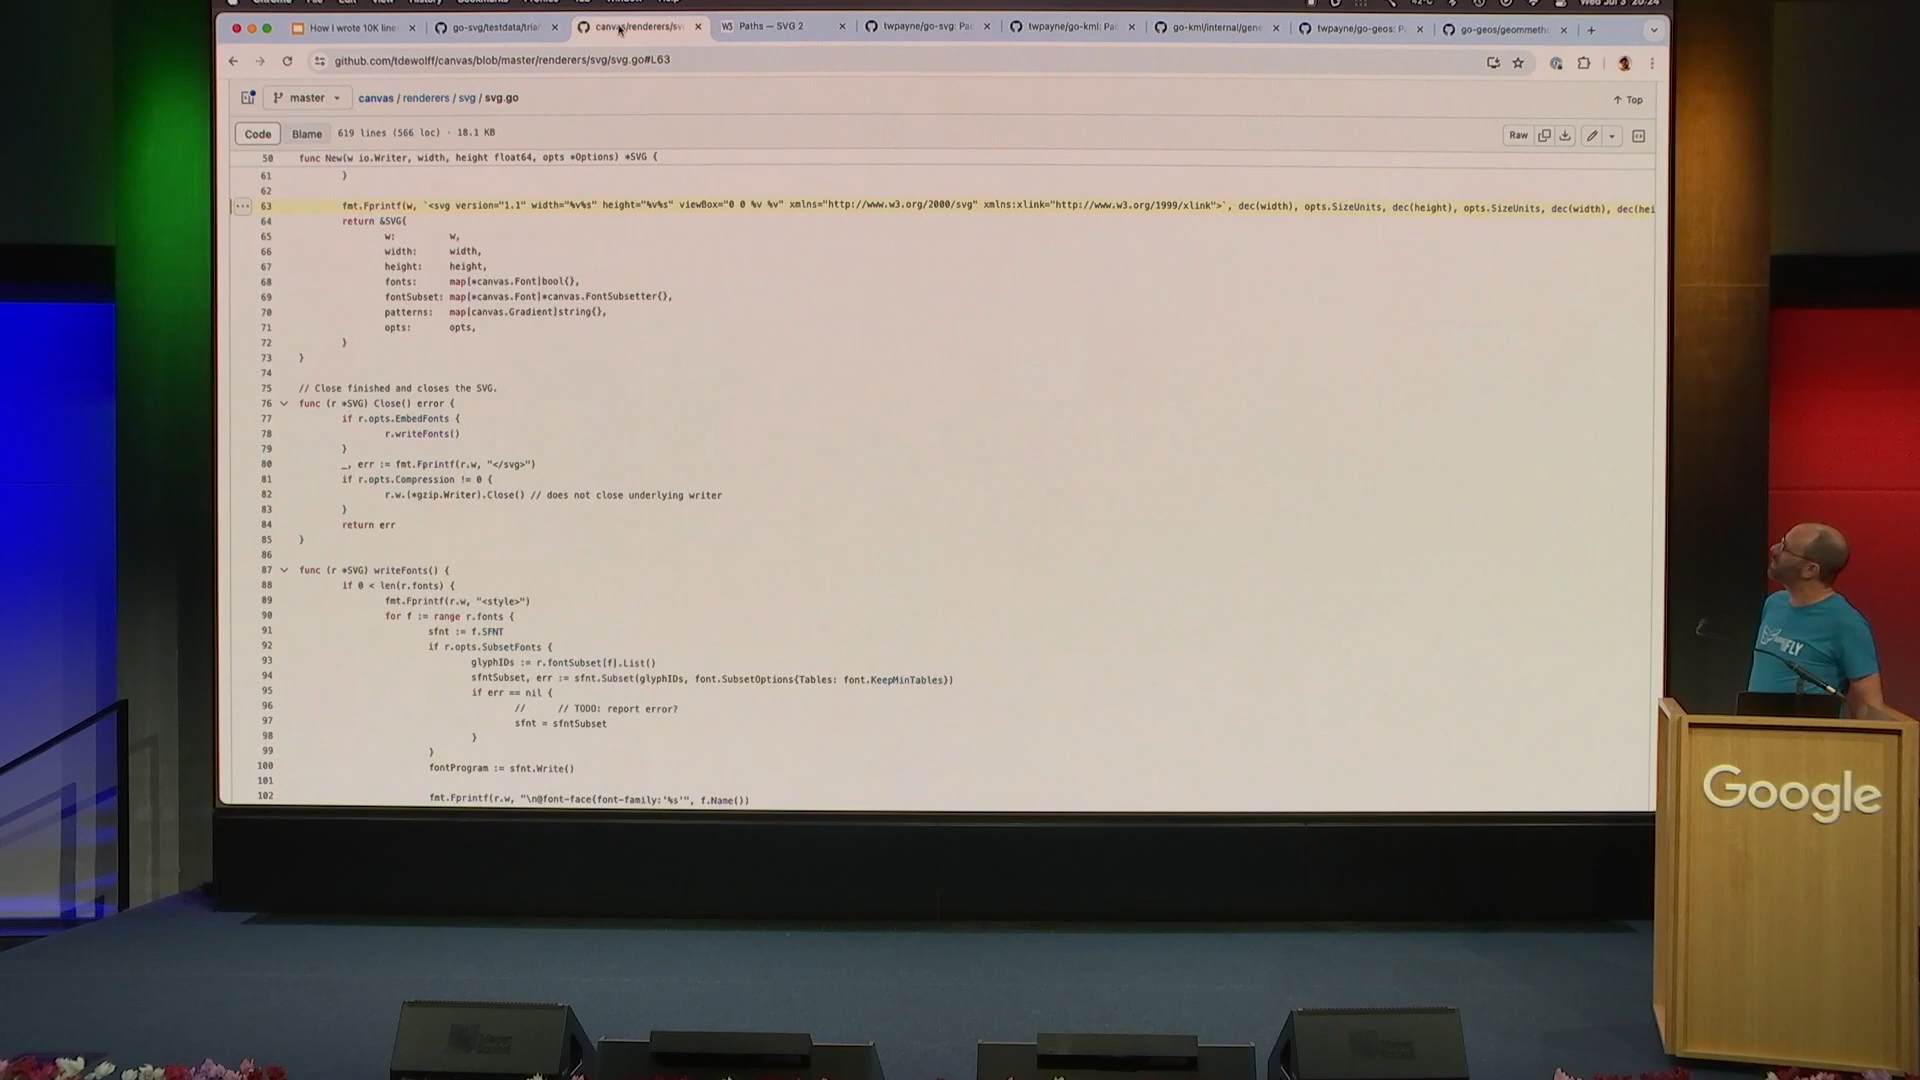 How I wrote 10K line
go-svg/testdata/tria
canvas/renderers/sv
Paths — SVG 2
twpayne/go-svg: Pac
twpayne/go-kml: Pac
go-kml/internal/gene
twpayne/go-geos: P
go-geos/geommeth
github.com/tdewolff/canvas/blob/master/renderers/svg/svg.go#L63
master
canvas / renderers / svg / svg.go
Top
Code
Blame
619 lines (566 loc) · 18.1 KB
Raw
50 func New(w io.Writer, width, height float64, opts *Options) *SVG {
61 }
62
63 fmt.Fprintf(w, `<svg version="1.1" width="%v%s" height="%v%s" viewBox="0 0 %v %v" xmlns="http://www.w3.org/2000/svg" xmlns:xlink="http://www.w3.org/1999/xlink">`, dec(width), opts.SizeUnits, dec(height), opts.SizeUnits, dec(width), dec(hei
64 return &SVG{
65 w: w,
66 width: width,
67 height: height,
68 fonts: map[*canvas.Font]bool{},
69 fontSubset: map[*canvas.Font]*canvas.FontSubsetter{},
70 patterns: map[canvas.Gradient]string{},
71 opts: opts,
72 }
73 }
74
75 // Close finished and closes the SVG.
76 func (r *SVG) Close() error {
77 if r.opts.EmbedFonts {
78 r.writeFonts()
79 }
80 _, err := fmt.Fprintf(r.w, "</svg>")
81 if r.opts.Compression != 0 {
82 r.w.(*gzip.Writer).Close() // does not close underlying writer
83 }
84 return err
85 }
86
87 func (r *SVG) writeFonts() {
88 if 0 < len(r.fonts) {
89 fmt.Fprintf(r.w, "<style>")
90 for f := range r.fonts {
91 sfnt := f.SFNT
92 if r.opts.SubsetFonts {
93 glyphIDs := r.fontSubset[f].List()
94 sfntSubset, err := sfnt.Subset(glyphIDs, font.SubsetOptions{Tables: font.KeepMinTables})
95 if err == nil {
96 // // TODO: report error?
97 sfnt = sfntSubset
98 }
99 }
100 fontProgram := sfnt.Write()
101
102 fmt.Fprintf(r.w, "\n@font-face{font-family:'%s'", f.Name())
FLY
Google